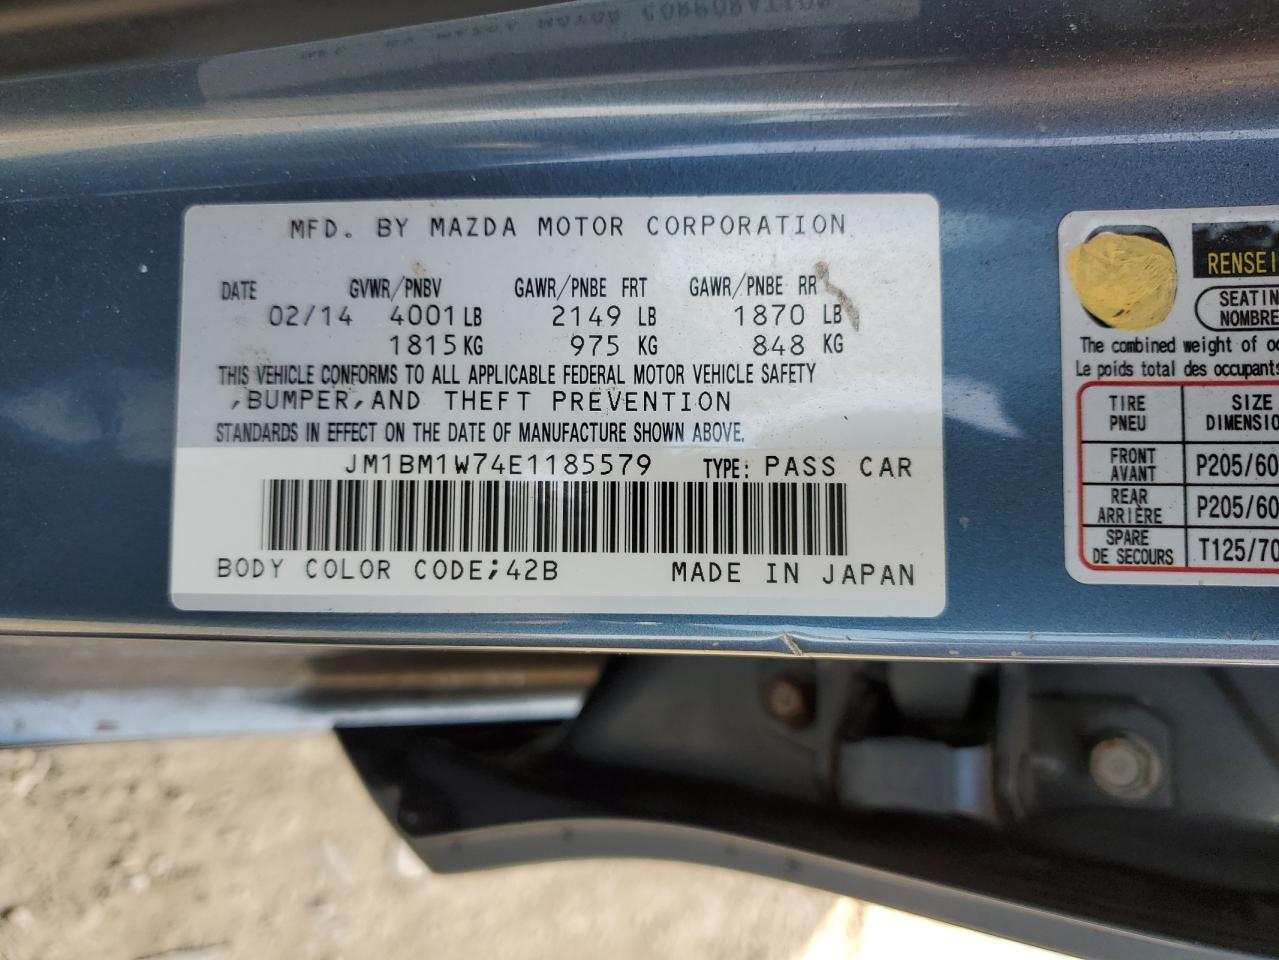 MFD. BY MAZDA MOTOR CORPORATION
DATE GVWR/PNBV GAWR/PNBE FRT GAWR/PNBE RR
02/14 4001 LB 2149 LB 1870 LB
1815 KG 975 KG 848 KG
THIS VEHICLE CONFORMS TO ALL APPLICABLE FEDERAL MOTOR VEHICLE SAFETY
,BUMPER,AND THEFT PREVENTION
STANDARDS IN EFFECT ON THE DATE OF MANUFACTURE SHOWN ABOVE.
JM1BM1W74E1185579 TYPE: PASS CAR
BODY COLOR CODE;42B MADE IN JAPAN
RENSEI
SEATIN
NOMBRE
The combined weight of oc
Le poids total des occupants
TIRE SIZE
PNEU DIMENSIO
FRONT
AVANT P205/60
REAR
ARRIÈRE P205/60
SPARE
DE SECOURS T125/70